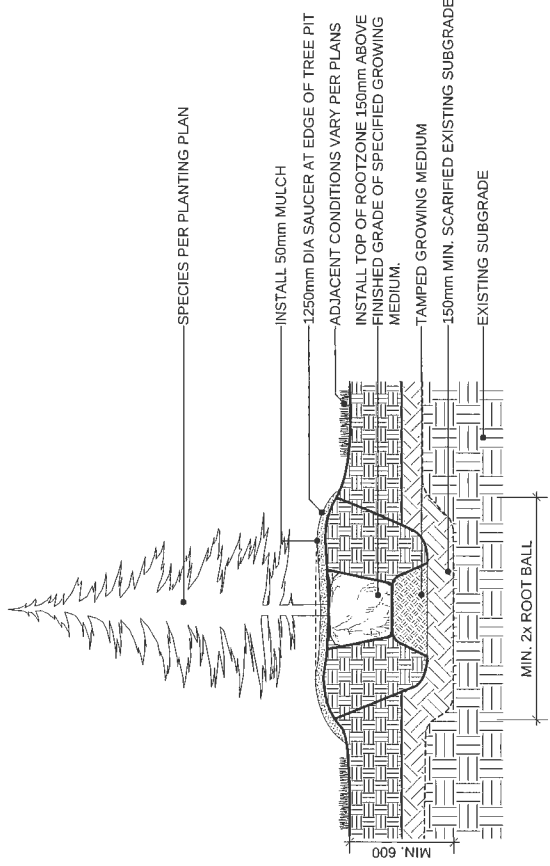 SPECIES PER PLANTING PLAN
INSTALL 50mm MULCH
1250mm DIA SAUCER AT EDGE OF TREE PIT
ADJACENT CONDITIONS VARY PER PLANS
INSTALL TOP OF ROOTZONE 150mm ABOVE
FINISHED GRADE OF SPECIFIED GROWING
MEDIUM.
TAMPED GROWING MEDIUM
150mm MIN. SCARIFIED EXISTING SUBGRADE
EXISTING SUBGRADE
MIN. 2x ROOT BALL
MIN. 600